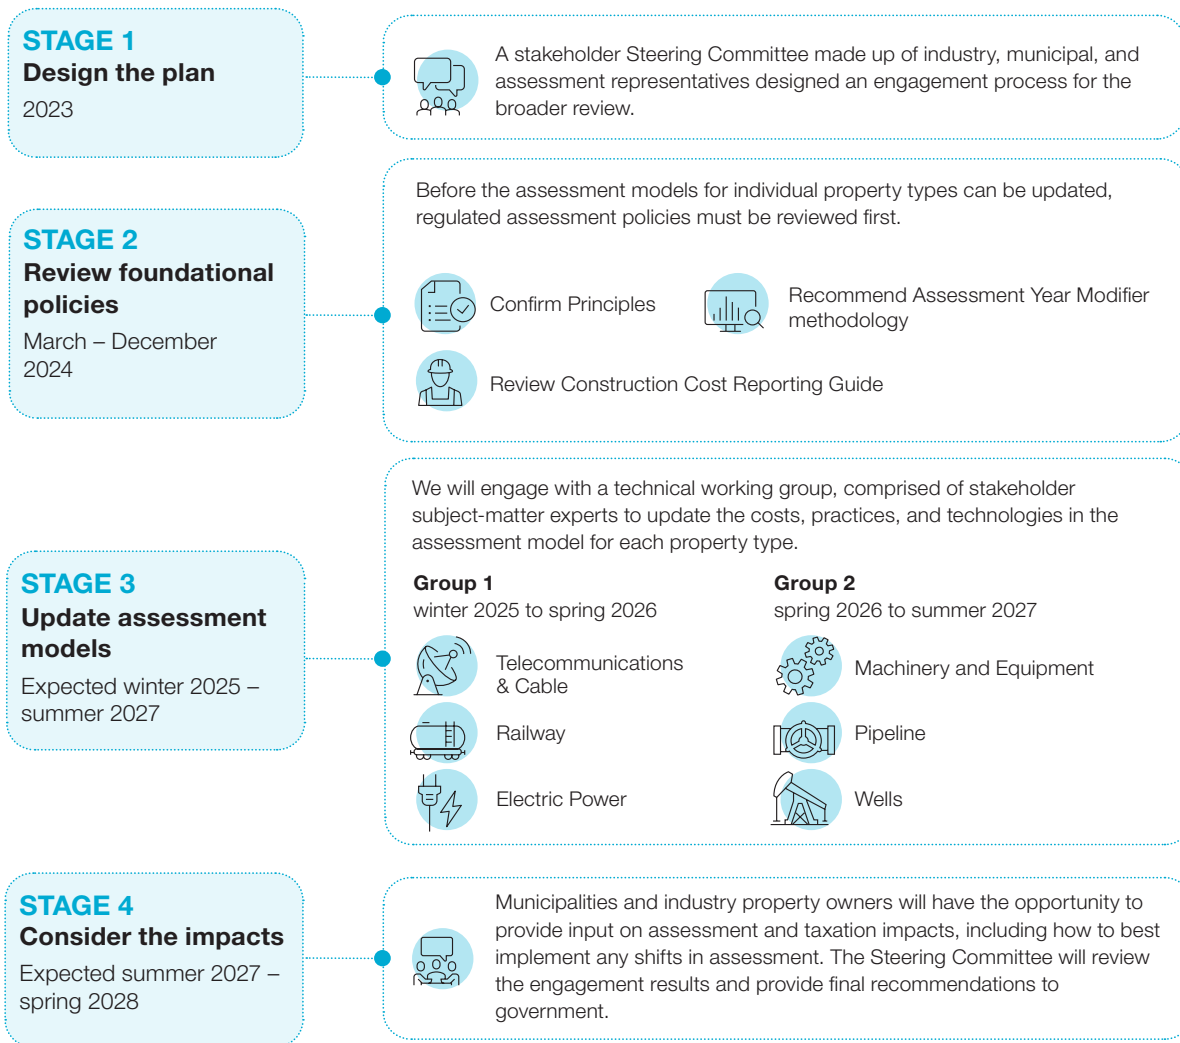 STAGE 1
Design the plan
2023
A stakeholder Steering Committee made up of industry, municipal, and
assessment representatives designed an engagement process for the
broader review.
STAGE 2
Review foundational
policies
March – December
2024
Before the assessment models for individual property types can be updated,
regulated assessment policies must be reviewed first.
Confirm Principles
Recommend Assessment Year Modifier
methodology
Review Construction Cost Reporting Guide
STAGE 3
Update assessment
models
Expected winter 2025 –
summer 2027
We will engage with a technical working group, comprised of stakeholder
subject-matter experts to update the costs, practices, and technologies in the
assessment model for each property type.
Group 1
winter 2025 to spring 2026
Telecommunications
& Cable
Railway
Electric Power
Group 2
spring 2026 to summer 2027
Machinery and Equipment
Pipeline
Wells
STAGE 4
Consider the impacts
Expected summer 2027 –
spring 2028
Municipalities and industry property owners will have the opportunity to
provide input on assessment and taxation impacts, including how to best
implement any shifts in assessment. The Steering Committee will review
the engagement results and provide final recommendations to
government.